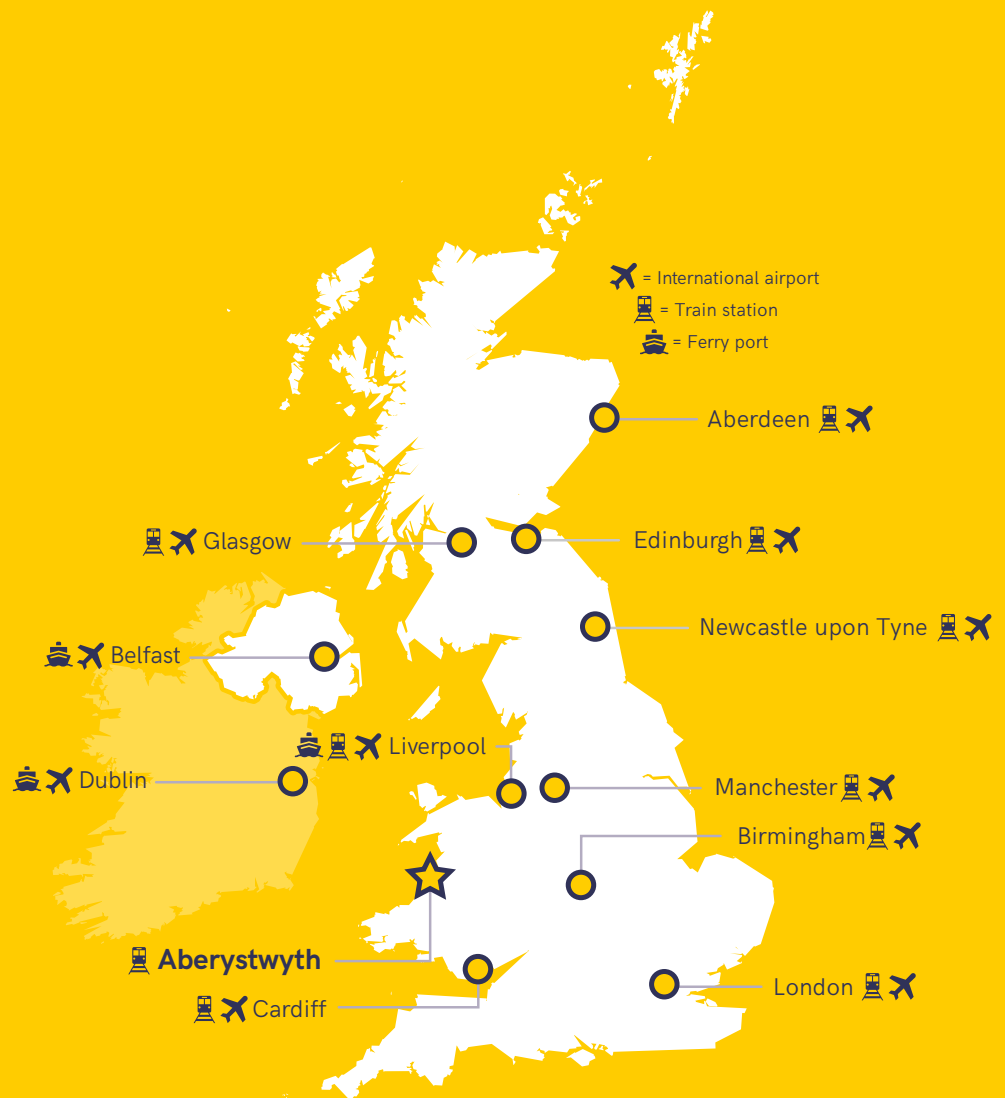 = International airport
= Train station
= Ferry port
Aberdeen
Glasgow
Edinburgh
Newcastle upon Tyne
Belfast
Liverpool
Dublin
Manchester
Birmingham
Aberystwyth
London
Cardiff